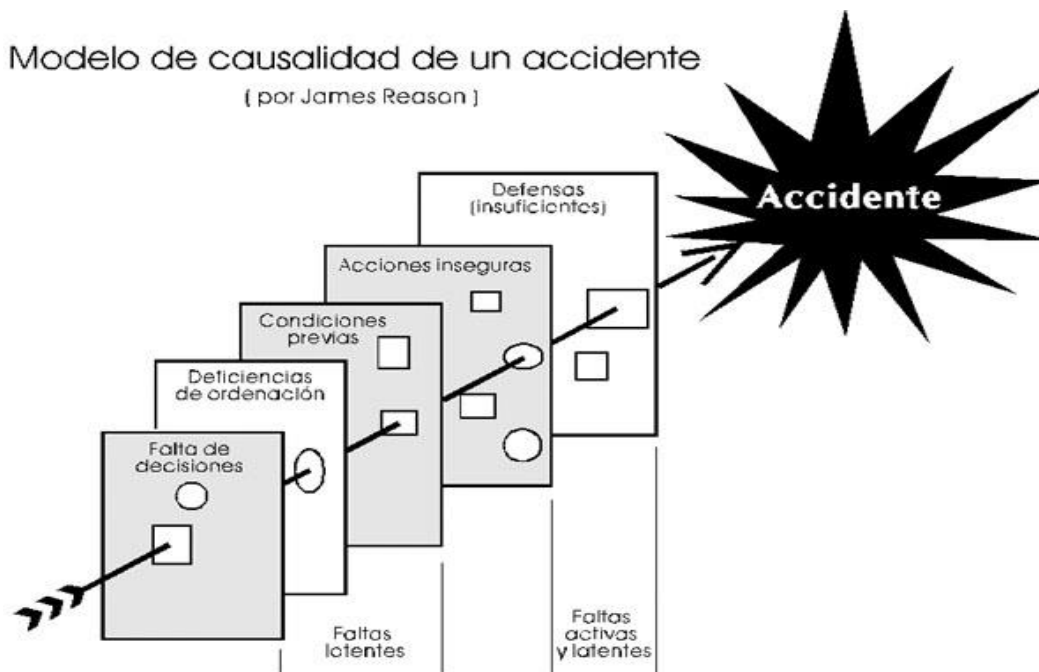 Modelo de causalidad de un accidente
( por James Reason )
Accidente
Defensas
(insuficientes)
Acciones inseguras
Condiciones
previas
Deficiencias
de ordenación
Falta de
decisiones
Faltas
latentes
Faltas
activas
y latentes